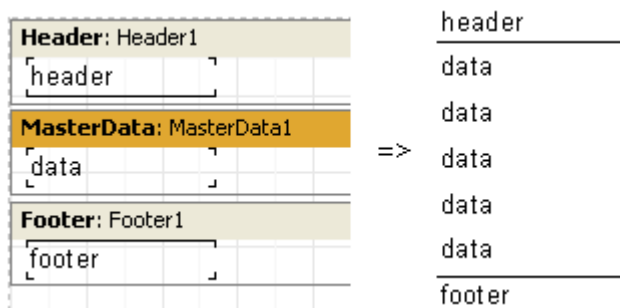 Header: Header1
header
MasterData: MasterData1
data
Footer: Footer1
footer
=>
header
data
data
data
data
data
footer